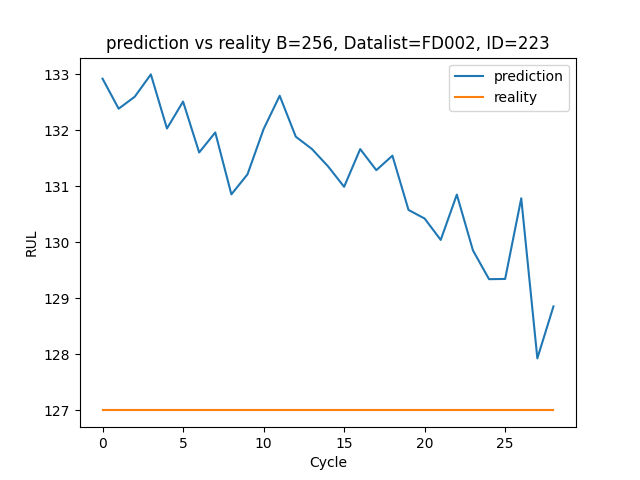 prediction vs reality B=256, Datalist=FD002, ID=223
prediction
reality
133
132
131
130
129
128
127
RUL
0 5 10 15 20 25
Cycle